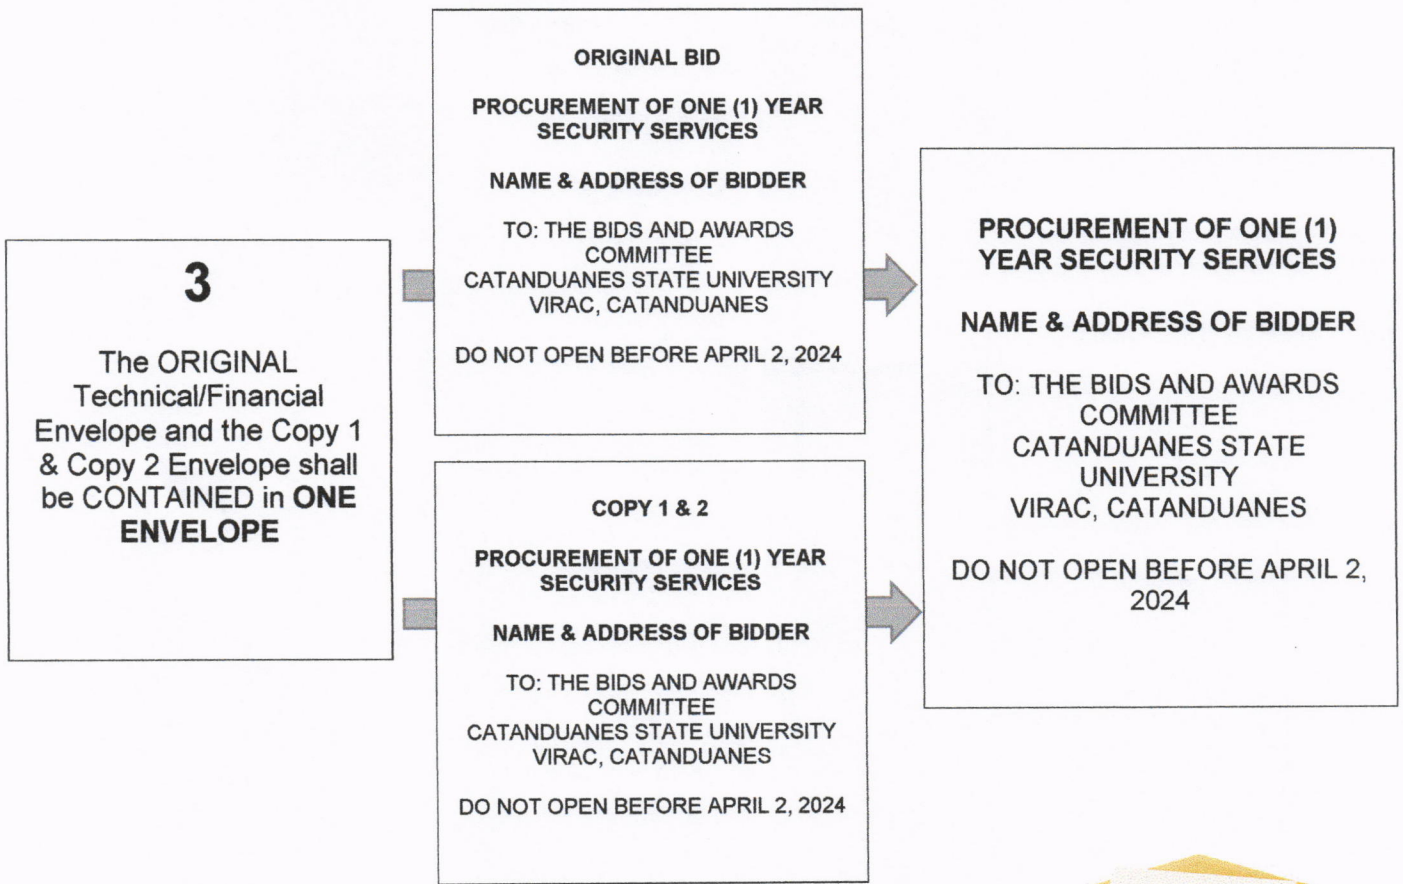 3
The ORIGINAL
Technical/Financial
Envelope and the Copy 1
& Copy 2 Envelope shall
be CONTAINED in ONE
ENVELOPE
ORIGINAL BID
PROCUREMENT OF ONE (1) YEAR
SECURITY SERVICES
NAME & ADDRESS OF BIDDER
TO: THE BIDS AND AWARDS
COMMITTEE
CATANDUANES STATE UNIVERSITY
VIRAC, CATANDUANES
DO NOT OPEN BEFORE APRIL 2, 2024
COPY 1 & 2
PROCUREMENT OF ONE (1) YEAR
SECURITY SERVICES
NAME & ADDRESS OF BIDDER
TO: THE BIDS AND AWARDS
COMMITTEE
CATANDUANES STATE UNIVERSITY
VIRAC, CATANDUANES
DO NOT OPEN BEFORE APRIL 2, 2024
PROCUREMENT OF ONE (1)
YEAR SECURITY SERVICES
NAME & ADDRESS OF BIDDER
TO: THE BIDS AND AWARDS
COMMITTEE
CATANDUANES STATE
UNIVERSITY
VIRAC, CATANDUANES
DO NOT OPEN BEFORE APRIL 2,
2024